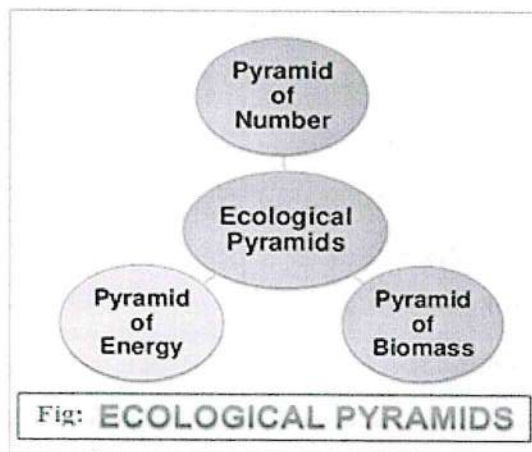 Pyramid
of
Number
Ecological
Pyramids
Pyramid
of
Energy
Pyramid
of
Biomass
Fig: ECOLOGICAL PYRAMIDS